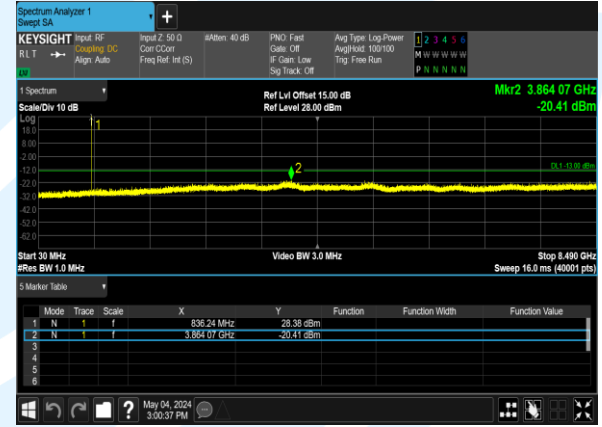 Spectrum Analyzer 1
Swept SA
KEYSIGHT
RLT
Input: RF
Coupling: DC
Align: Auto
Input Z: 50 Ω
Corr CCorr
Freq Ref: Int (S)
#Atten: 40 dB
PNO: Fast
Gate: Off
IF Gain: Low
Sig Track: Off
Avg Type: Log-Power
Avg|Hold: 100/100
Trig: Free Run
1 2 3 4 5 6
M W W W W W
P N N N N N
LXI
1 Spectrum
Scale/Div 10 dB
Ref Lvl Offset 15.00 dB
Ref Level 28.00 dBm
Mkr2 3.864 07 GHz
-20.41 dBm
Log
18.0
8.00
-2.00
-12.0
-22.0
-32.0
-42.0
-52.0
-62.0
1
2
DL1 -13.00 dBm
Start 30 MHz
#Res BW 1.0 MHz
Video BW 3.0 MHz
Stop 8.490 GHz
Sweep 16.0 ms (40001 pts)
5 Marker Table
Mode Trace Scale X Y Function Function Width Function Value
1 N 1 f 836.24 MHz 28.38 dBm
2 N 1 f 3.864 07 GHz -20.41 dBm
3
4
5
6
?
May 04, 2024
3:00:37 PM